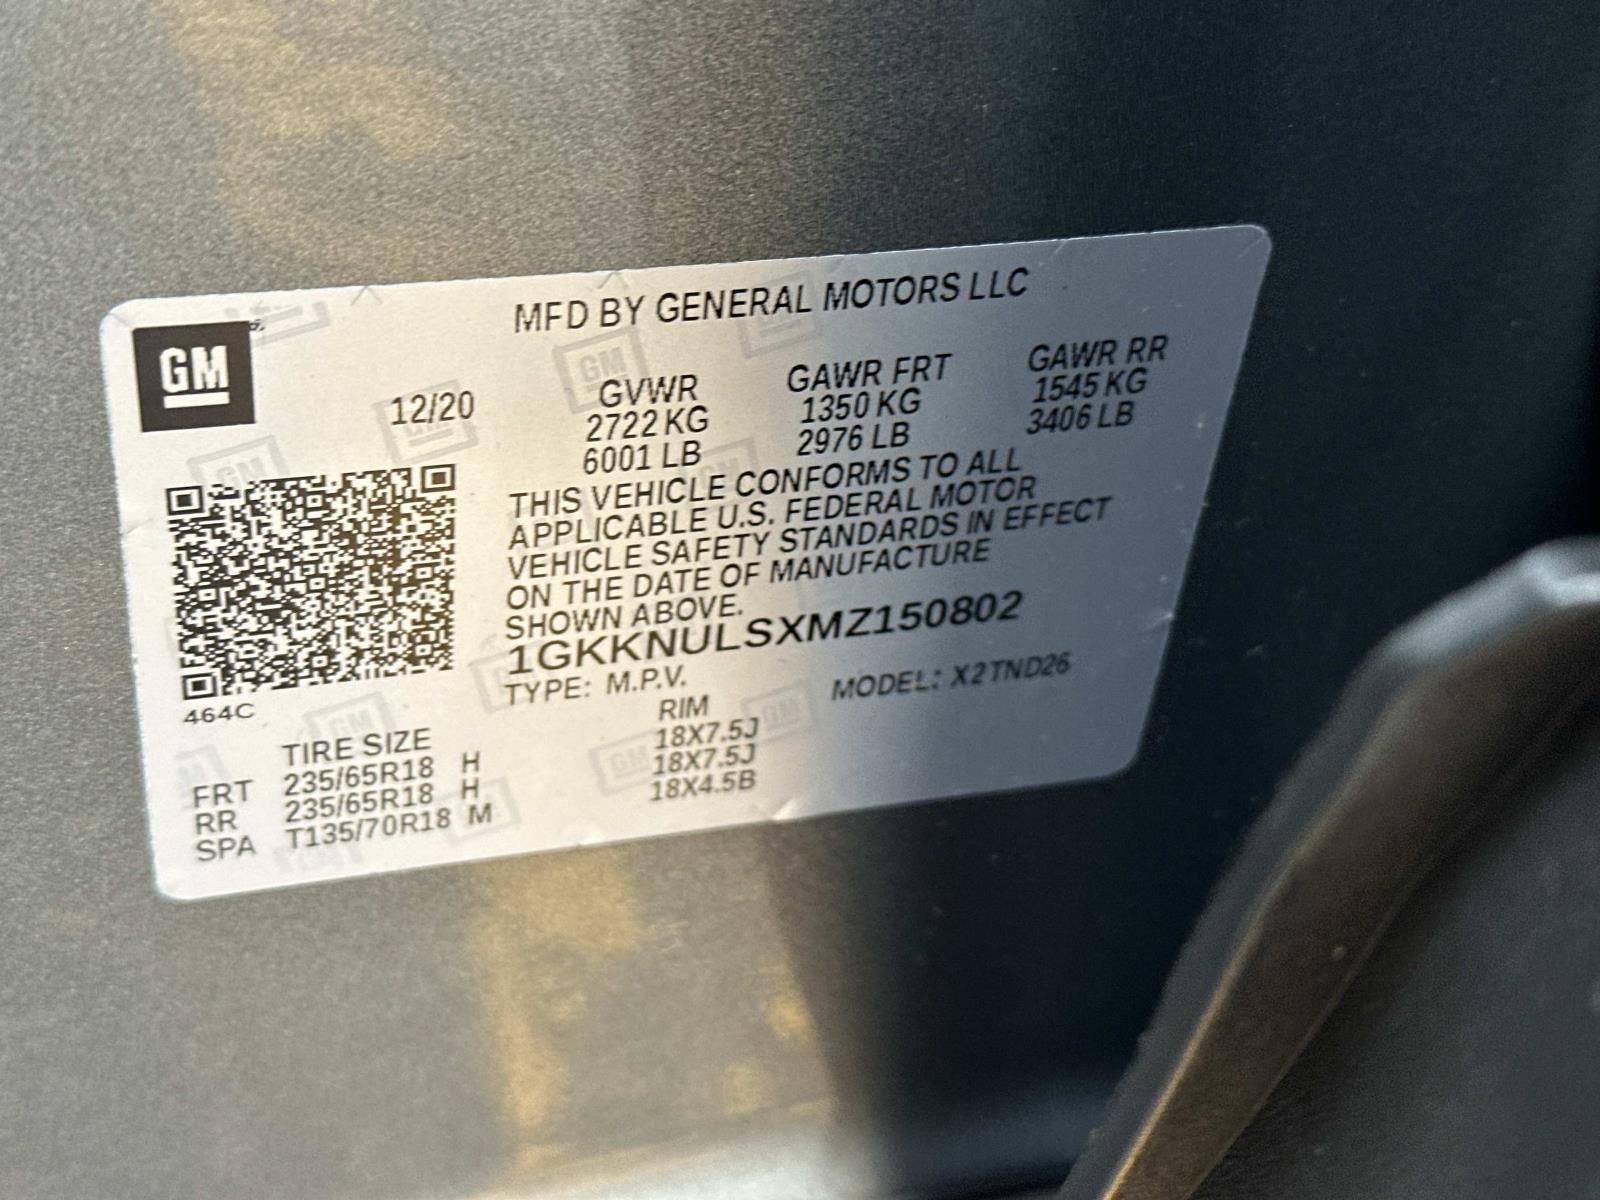 MFD BY GENERAL MOTORS LLC
GM
12/20 GVWR GAWR FRT GAWR RR
2722 KG 1350 KG 1545 KG
6001 LB 2976 LB 3406 LB
THIS VEHICLE CONFORMS TO ALL
APPLICABLE U.S. FEDERAL MOTOR
VEHICLE SAFETY STANDARDS IN EFFECT
ON THE DATE OF MANUFACTURE
SHOWN ABOVE.
1GKKNULSXMZ150802
TYPE: M.P.V. MODEL: X2TND26
464C
TIRE SIZE RIM
FRT 235/65R18 H 18X7.5J
RR 235/65R18 H 18X7.5J
SPA T135/70R18 M 18X4.5B